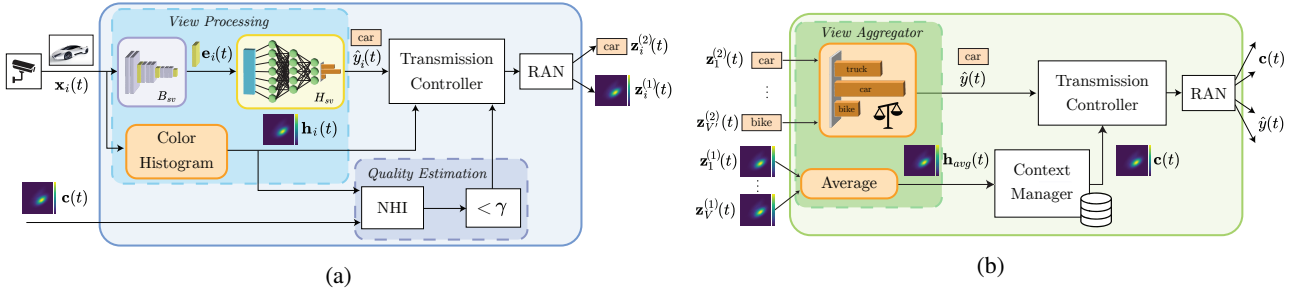 View Processing
x_i(t)
B_sv
e_i(t)
H_sv
car
ŷ_i(t)
Transmission
Controller
RAN
car
z_i^(2)(t)
z_i^(1)(t)
Color
Histogram
h_i(t)
c(t)
Quality Estimation
NHI
< γ
(a)
View Aggregator
z_1^(2)(t)
car
⋮
z_V^(2)(t)
bike
truck
car
bike
car
ŷ(t)
Transmission
Controller
RAN
c(t)
ŷ(t)
z_1^(1)(t)
⋮
z_V^(1)(t)
Average
h_avg(t)
Context
Manager
c(t)
(b)